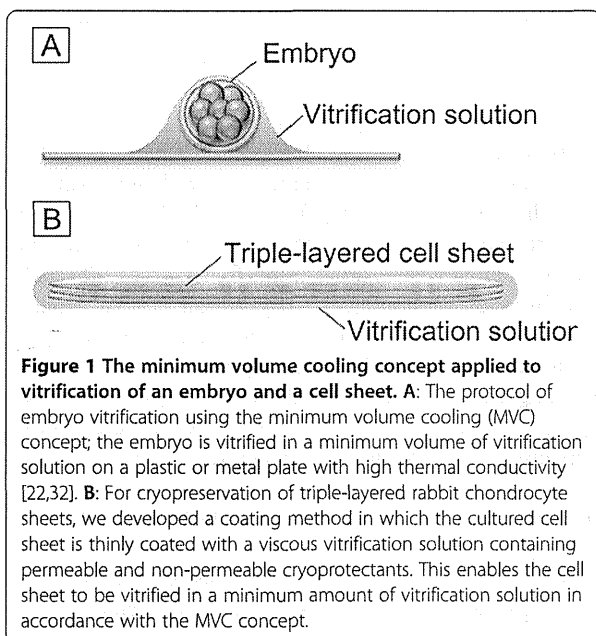 A
Embryo
Vitrification solution
B
Triple-layered cell sheet
Vitrification solutior
Figure 1 The minimum volume cooling concept applied to
vitrification of an embryo and a cell sheet. A: The protocol of
embryo vitrification using the minimum volume cooling (MVC)
concept; the embryo is vitrified in a minimum volume of vitrification
solution on a plastic or metal plate with high thermal conductivity
[22,32]. B: For cryopreservation of triple-layered rabbit chondrocyte
sheets, we developed a coating method in which the cultured cell
sheet is thinly coated with a viscous vitrification solution containing
permeable and non-permeable cryoprotectants. This enables the cell
sheet to be vitrified in a minimum amount of vitrification solution in
accordance with the MVC concept.